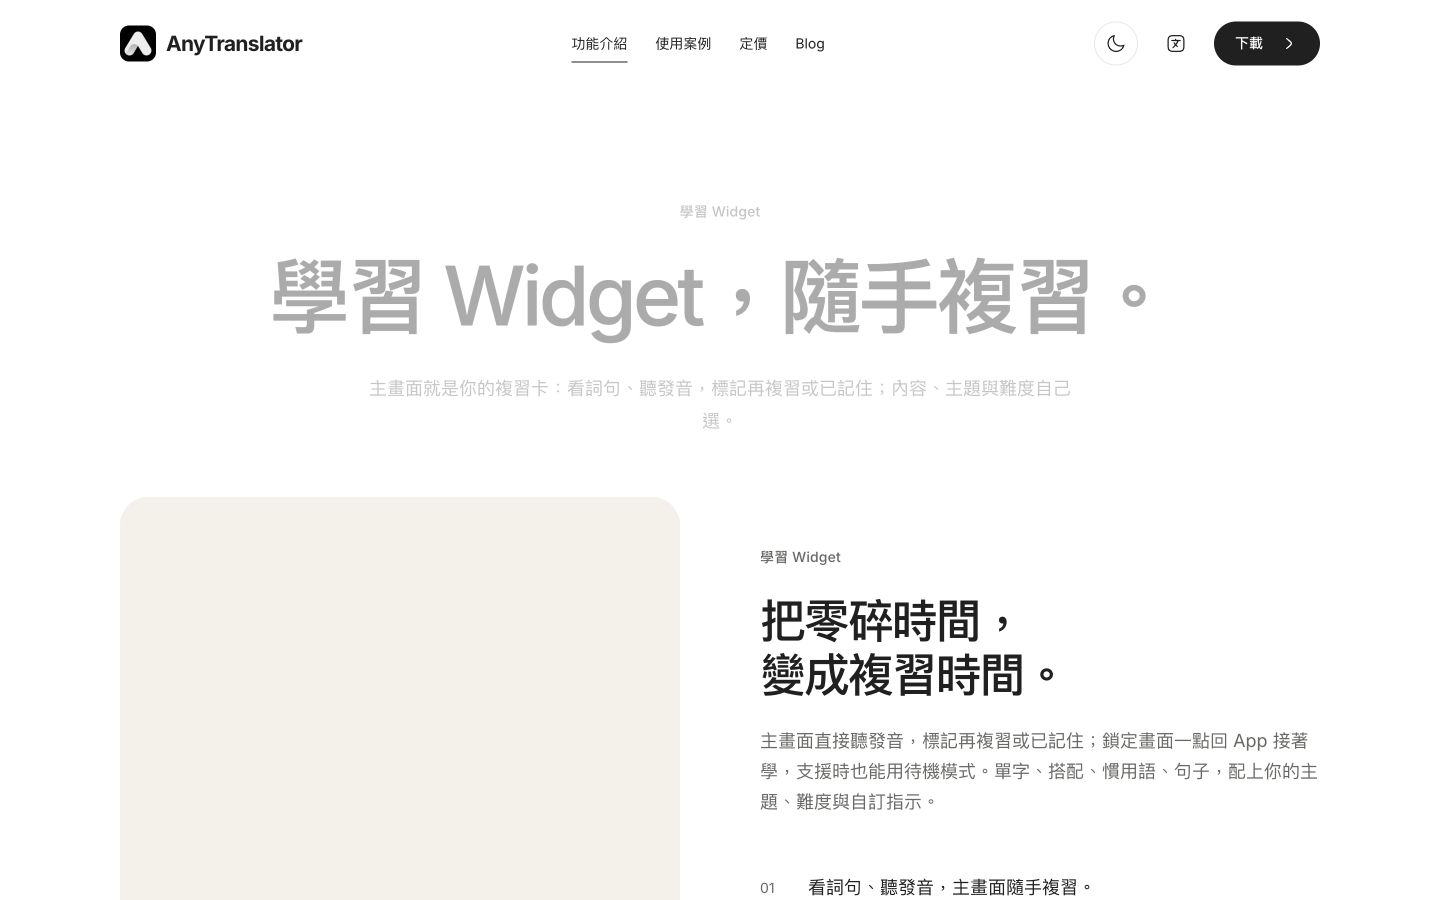 AnyTranslator
功能介紹
使用案例
定價
Blog
下載
學習 Widget
學習 Widget，隨手複習。
主畫面就是你的複習卡：看詞句、聽發音，標記再複習或已記住；內容、主題與難度自己
選。
學習 Widget
把零碎時間，
變成複習時間。
主畫面直接聽發音，標記再複習或已記住；鎖定畫面一點回 App 接著
學，支援時也能用待機模式。單字、搭配、慣用語、句子，配上你的主
題、難度與自訂指示。
01 看詞句、聽發音，主畫面隨手複習。